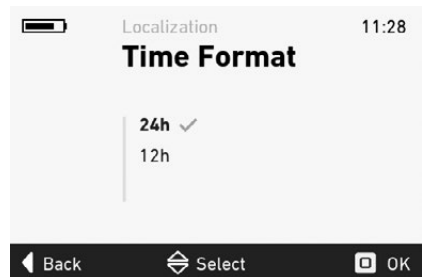 Localization 11:28
Time Format
24h
12h
Back Select OK